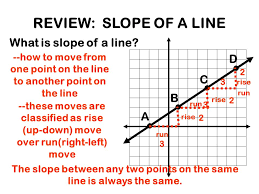 REVIEW: SLOPE OF A LINE
What is slope of a line?
--how to move from
one point on the line
to another point on
the line
--these moves are
classified as rise
(up-down) move
over run(right-left)
move
D
2
rise
C
run
3
run
3
rise 2
B
rise 2
A
run
3
The slope between any two points on the same
line is always the same.